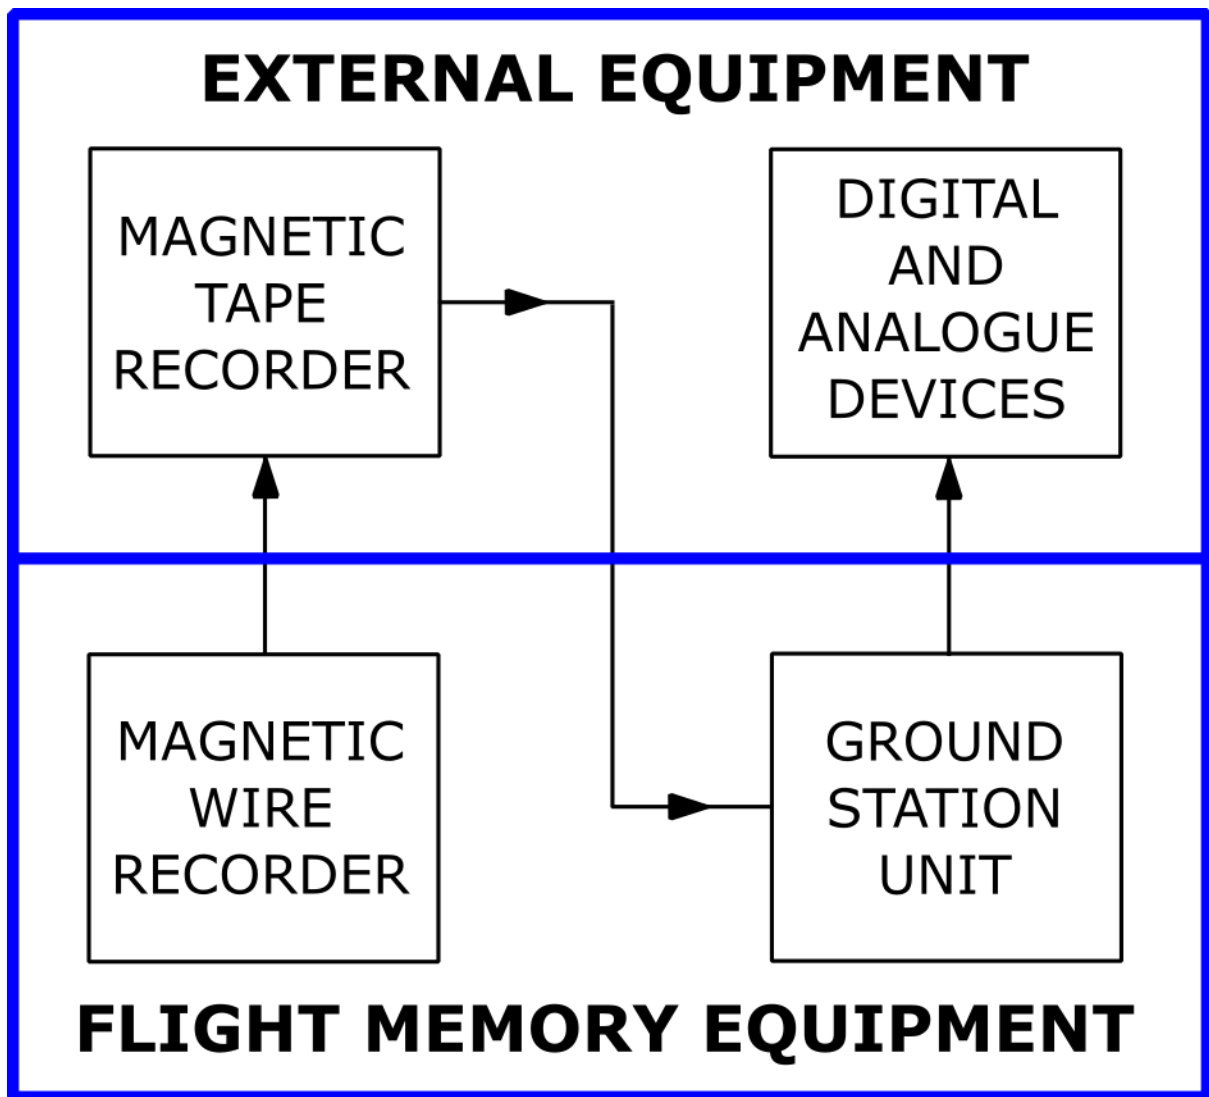 EXTERNAL EQUIPMENT
MAGNETIC
TAPE
RECORDER
DIGITAL
AND
ANALOGUE
DEVICES
MAGNETIC
WIRE
RECORDER
GROUND
STATION
UNIT
FLIGHT MEMORY EQUIPMENT